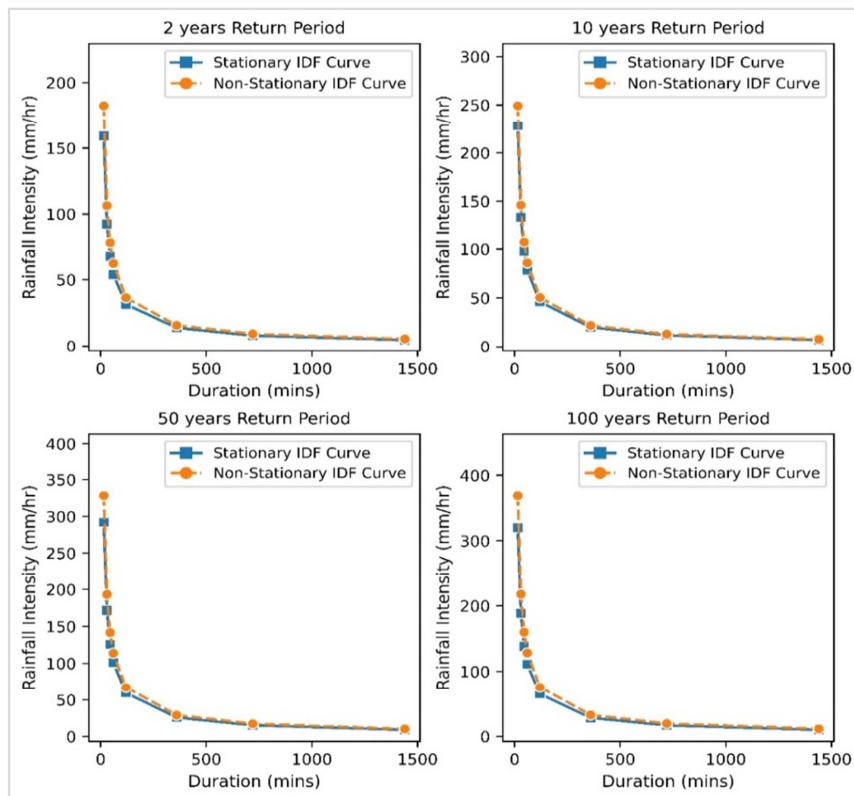 2 years Return Period
Rainfall Intensity (mm/hr)
200
150
100
50
0
Stationary IDF Curve
Non-Stationary IDF Curve
0 500 1000 1500
Duration (mins)
10 years Return Period
Rainfall Intensity (mm/hr)
300
250
200
150
100
50
0
Stationary IDF Curve
Non-Stationary IDF Curve
0 500 1000 1500
Duration (mins)
50 years Return Period
Rainfall Intensity (mm/hr)
400
350
300
250
200
150
100
50
0
Stationary IDF Curve
Non-Stationary IDF Curve
0 500 1000 1500
Duration (mins)
100 years Return Period
Rainfall Intensity (mm/hr)
400
300
200
100
0
Stationary IDF Curve
Non-Stationary IDF Curve
0 500 1000 1500
Duration (mins)